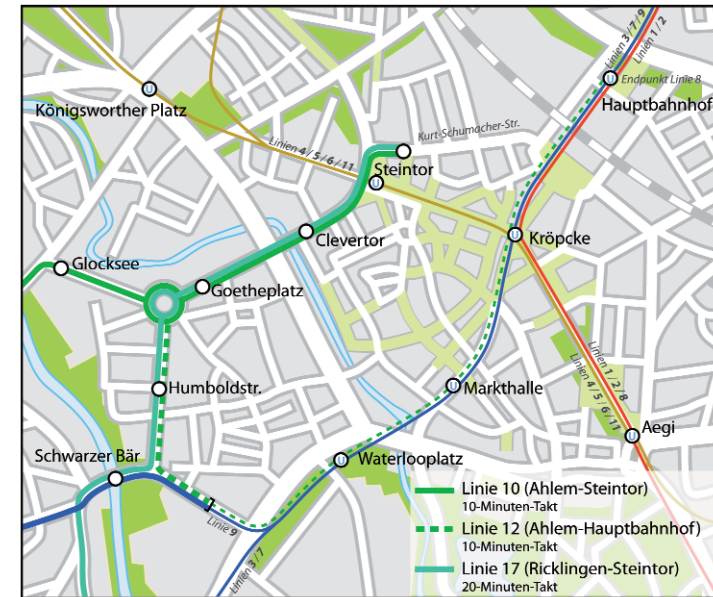 Linien 3 / 7 / 9
Linien 1 / 2
U
Endpunkt Linie 8
Hauptbahnhof
U
Königsworther Platz
Kurt-Schumacher-Str.
Linien 4 / 5 / 6 / 11
Steintor
U
Clevertor
U
Kröpcke
Glocksee
Goetheplatz
Linien 1 / 2 / 8
Linien 4 / 5 / 6 / 11
Humboldstr.
U
Markthalle
U
Aegi
Schwarzer Bär
U
Waterlooplatz
Linie 9
Linien 3 / 7
Linie 10 (Ahlem-Steintor)
10-Minuten-Takt
Linie 12 (Ahlem-Hauptbahnhof)
10-Minuten-Takt
Linie 17 (Ricklingen-Steintor)
20-Minuten-Takt